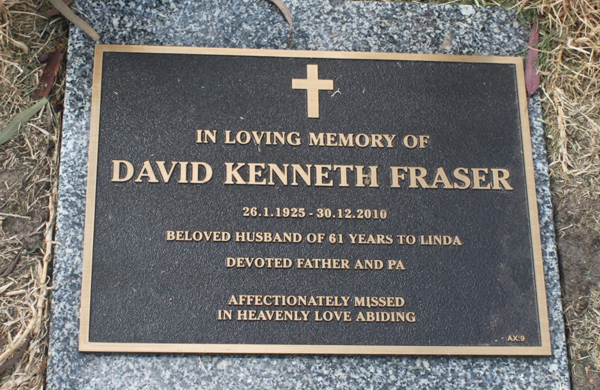 IN LOVING MEMORY OF
DAVID KENNETH FRASER
26.1.1925 - 30.12.2010
BELOVED HUSBAND OF 61 YEARS TO LINDA
DEVOTED FATHER AND PA
AFFECTIONATELY MISSED
IN HEAVENLY LOVE ABIDING
AX:9